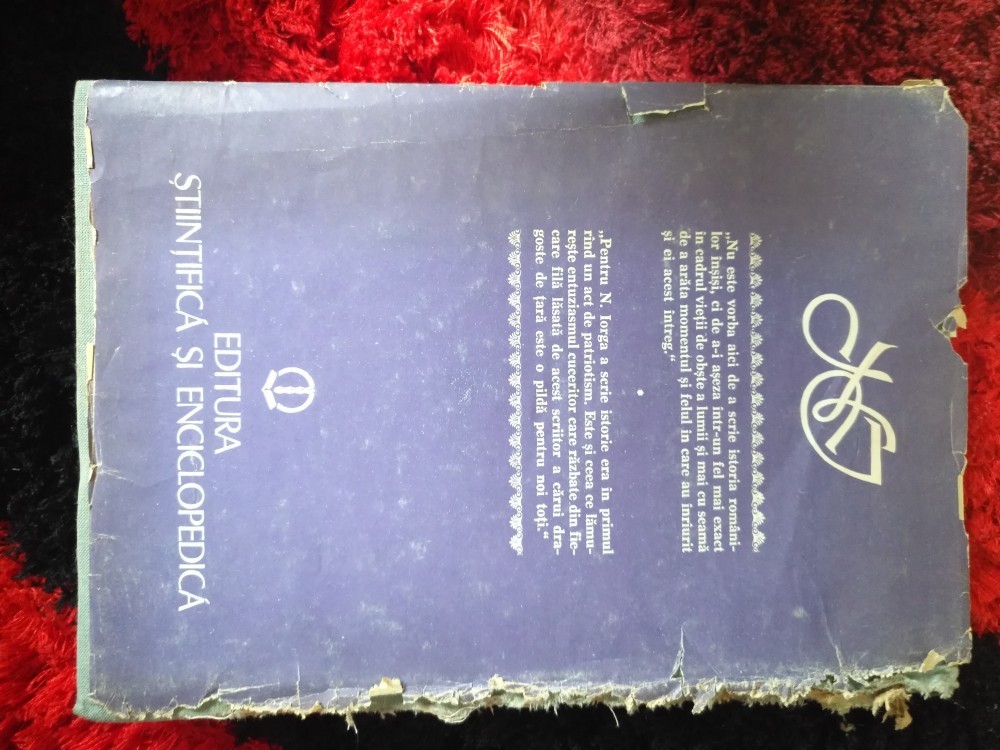 „Nu este vorba aici de a scrie istoria români-
lor înșiși, ci de a-i așeza într-un fel mai exact
în cadrul vieții de obște a lumii și mai cu seamă
de a arăta momentul și felul în care au înrîurit
și ei acest întreg.“
„Pentru N. Iorga a scrie istorie era în primul
rînd un act de patriotism. Este și ceea ce lămu-
rește entuziasmul cuceritor care răzbate din fie-
care filă lăsată de acest scriitor a cărui dra-
goste de țară este o pildă pentru noi toți.“
EDITURA
ȘTIINȚIFICĂ ȘI ENCICLOPEDICĂ